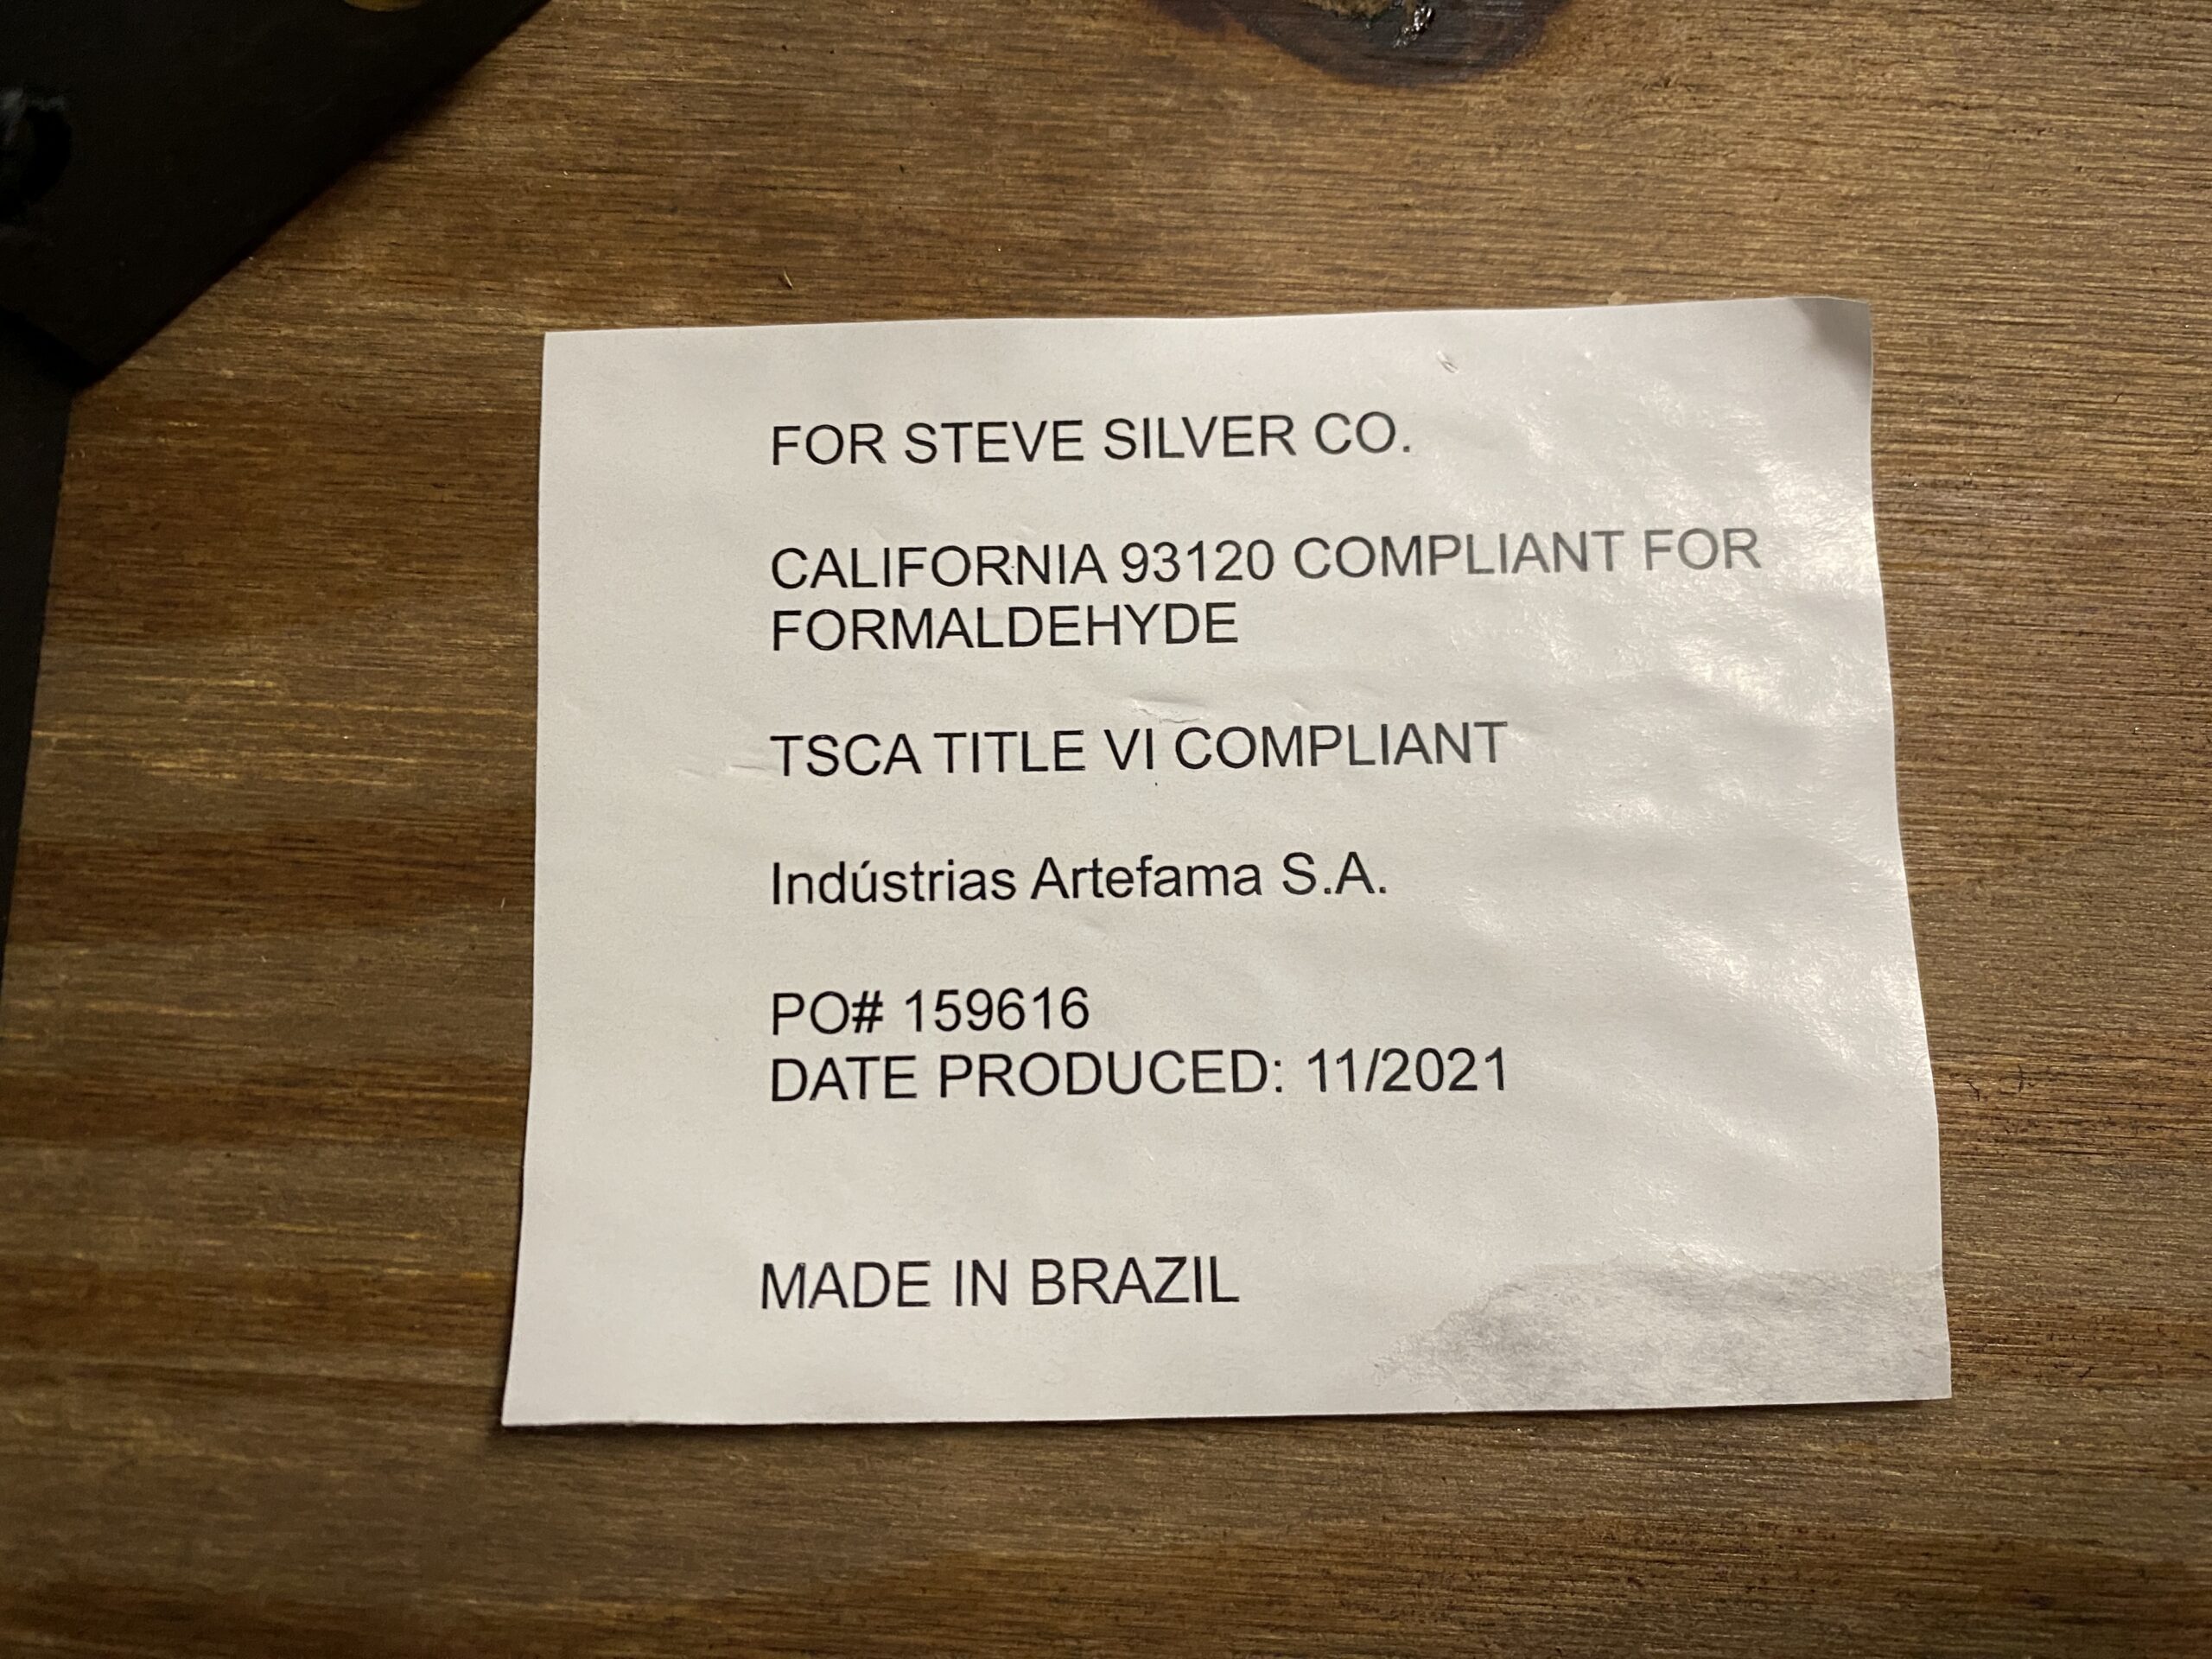 FOR STEVE SILVER CO.
CALIFORNIA 93120 COMPLIANT FOR
FORMALDEHYDE
TSCA TITLE VI COMPLIANT
Indústrias Artefama S.A.
PO# 159616
DATE PRODUCED: 11/2021
MADE IN BRAZIL